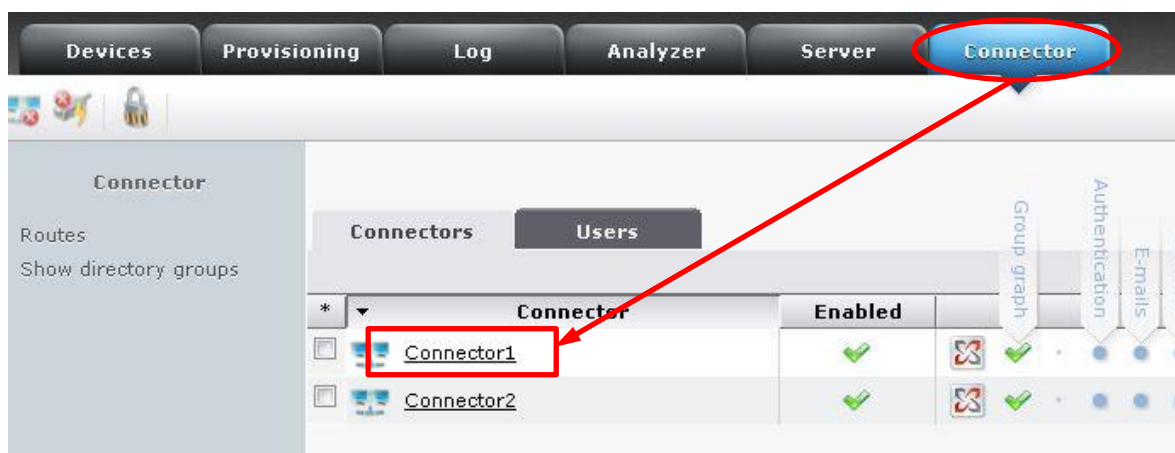 Devices Provisioning Log Analyzer Server Connector
Connector
Routes
Show directory groups
Connectors Users
Group graph
Authentication
E-mails
* Connector Enabled
Connector1
Connector2